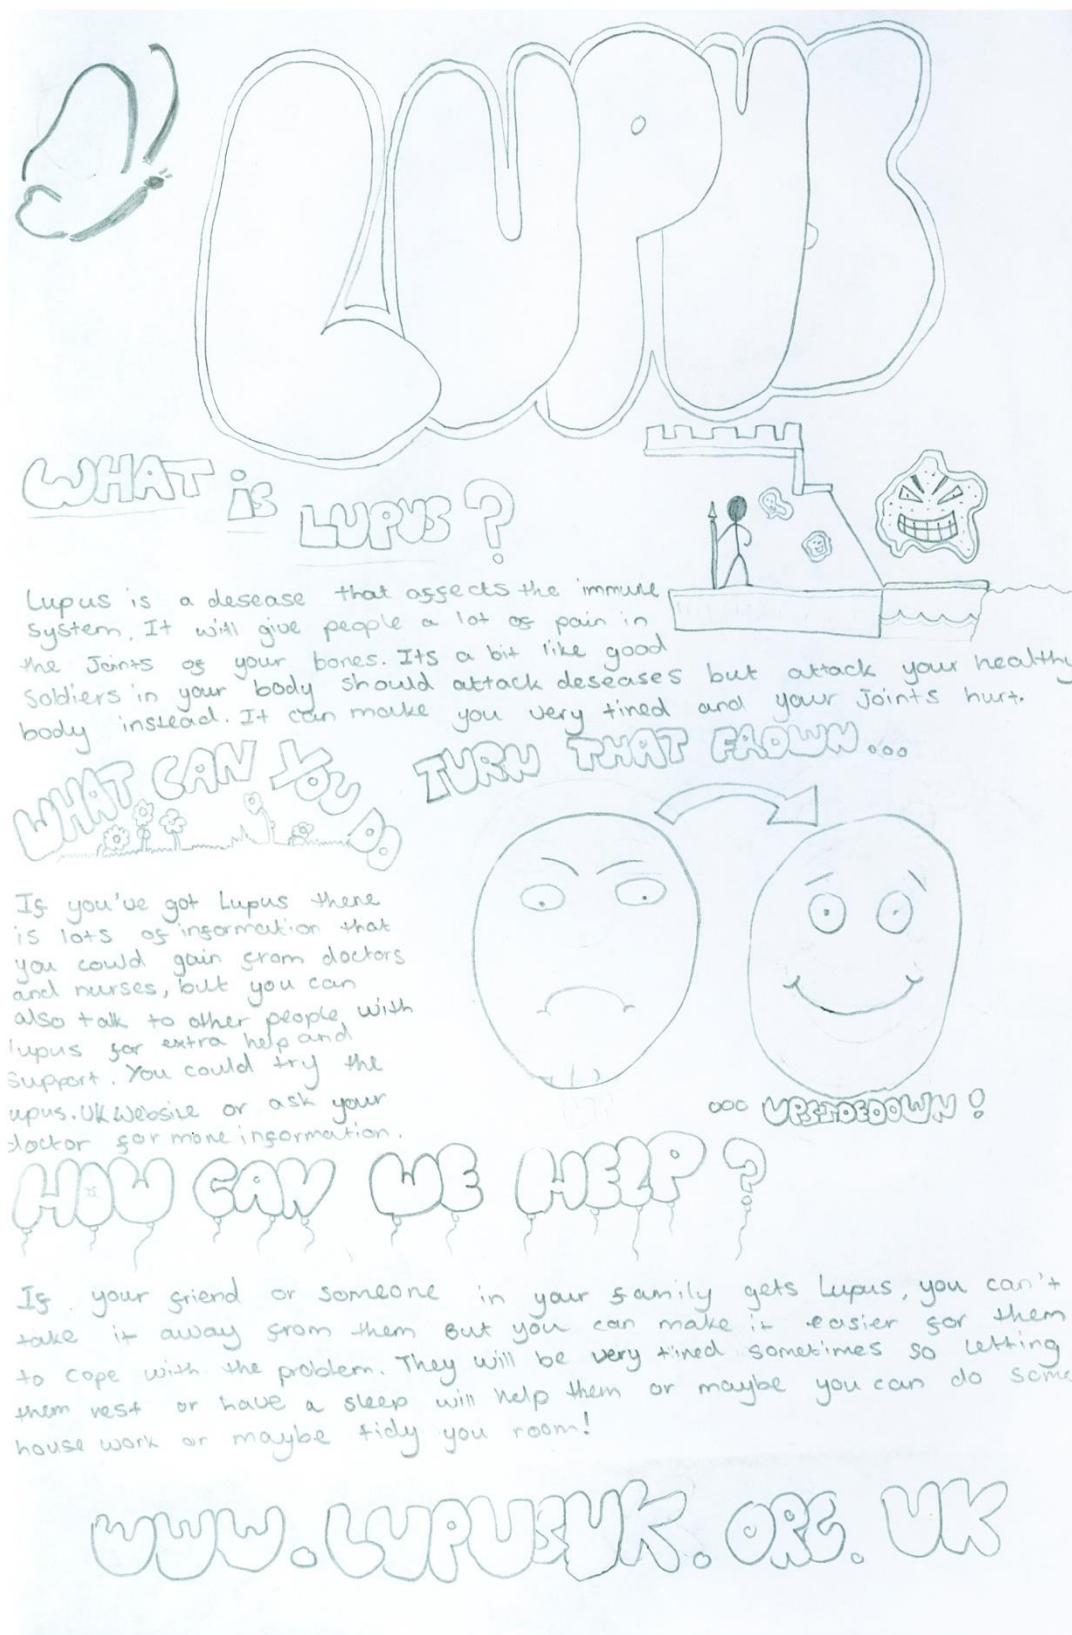 LUPUS
WHAT is LUPUS?
Lupus is a desease that affects the immune
system. It will give people a lot of pain in
the Joints of your bones. Its a bit like good
Soldiers in your body should attack deseases but attack your healthy
body instead. It can make you very tired and your Joints hurt.
WHAT CAN YOU DO
TURN THAT FROWN...
If you've got Lupus there
is lots of information that
you could gain from doctors
and nurses, but you can
also talk to other people with
lupus for extra help and
Support. You could try the
upus.UK Website or ask your
doctor for more information.
... UPSIDEDOWN!
HOW CAN WE HELP?
If your friend or someone in your family gets Lupus, you can't
take it away from them But you can make it easier for them
to cope with the problem. They will be very tired sometimes so letting
them rest or have a sleep will help them or maybe you can do some
house work or maybe tidy you room!
WWW.LUPUSUK.ORG.UK